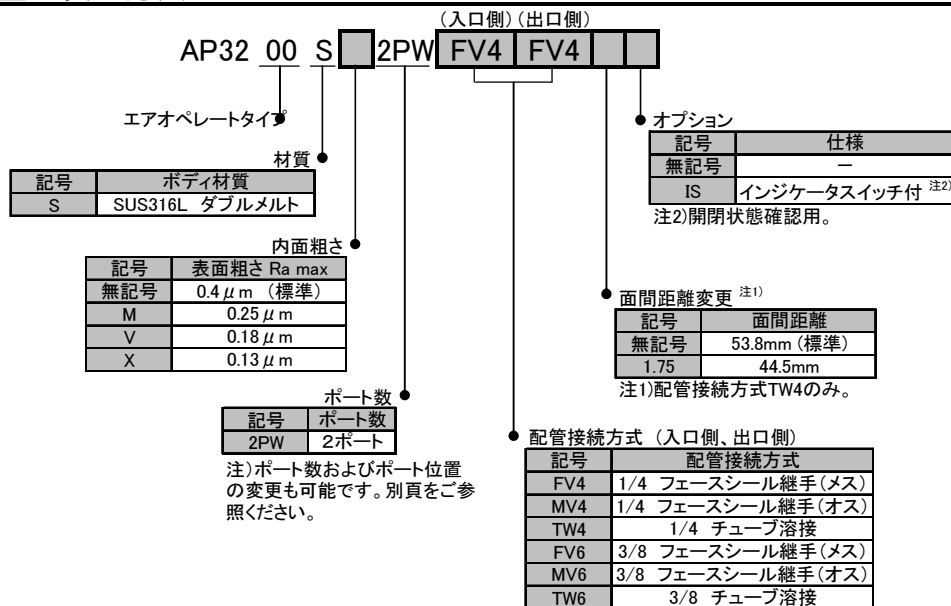 (入口側)(出口側)
AP32 00 S 2PW FV4 FV4
エアオペレートタイプ
材質
記号 ボディ材質
S SUS316L ダブルメルト
内面粗さ
記号 表面粗さ Ra max
無記号 0.4μm (標準)
M 0.25μm
V 0.18μm
X 0.13μm
ポート数
記号 ポート数
2PW 2ポート
注)ポート数およびポート位置
の変更も可能です。別頁をご参
照ください。
オプション
記号 仕様
無記号 ―
IS インジケータスイッチ付 注2)
注2)開閉状態確認用。
面間距離変更 注1)
記号 面間距離
無記号 53.8mm (標準)
1.75 44.5mm
注1)配管接続方式TW4のみ。
配管接続方式 (入口側、出口側)
記号 配管接続方式
FV4 1/4 フェースシール継手(メス)
MV4 1/4 フェースシール継手(オス)
TW4 1/4 チューブ溶接
FV6 3/8 フェースシール継手(メス)
MV6 3/8 フェースシール継手(オス)
TW6 3/8 チューブ溶接